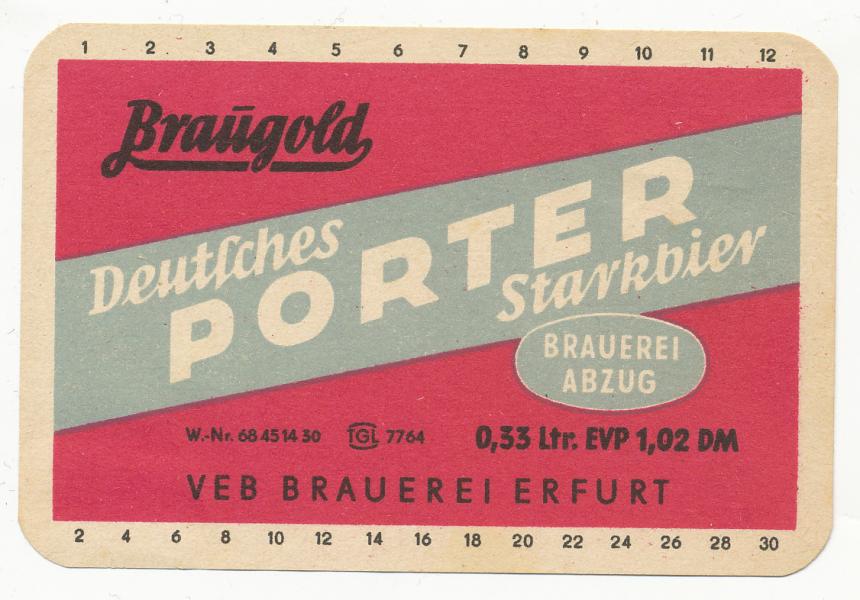 1 2 3 4 5 6 7 8 9 10 11 12
Braugold
Deutſches
PORTER
Starkbier
BRAUEREI
ABZUG
W.-Nr. 68 45 14 30 TGL 7764 0,33 Ltr. EVP 1,02 DM
VEB BRAUEREI ERFURT
2 4 6 8 10 12 14 16 18 20 22 24 26 28 30